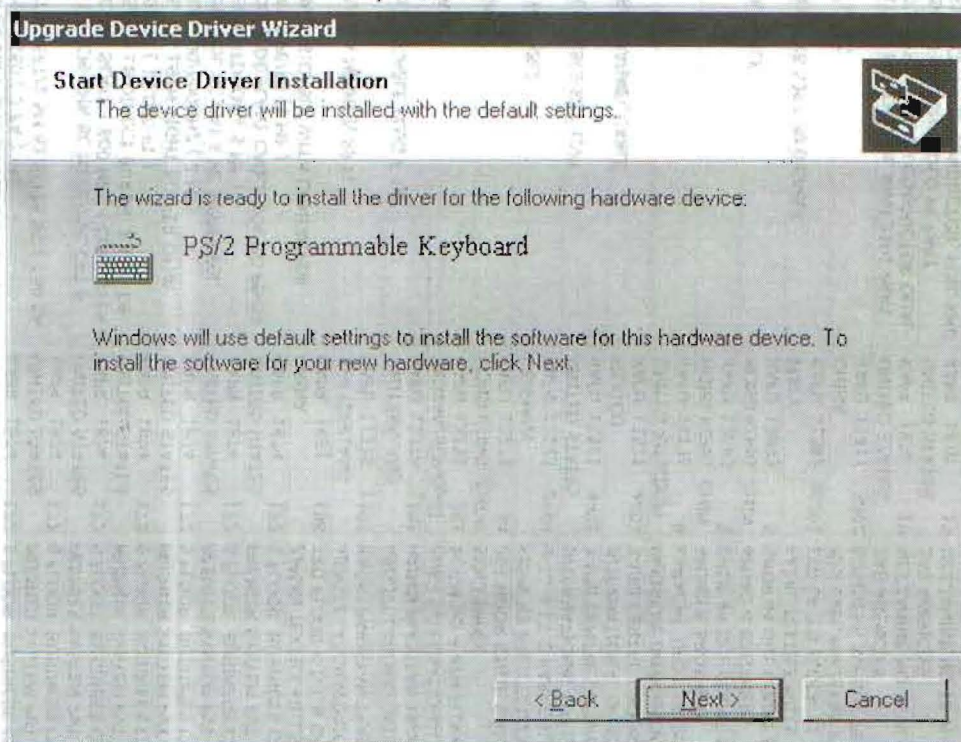 Upgrade Device Driver Wizard
Start Device Driver Installation
The device driver will be installed with the default settings.
The wizard is ready to install the driver for the following hardware device:
PS/2 Programmable Keyboard
Windows will use default settings to install the software for this hardware device. To
install the software for your new hardware, click Next.
< Back
Next >
Cancel